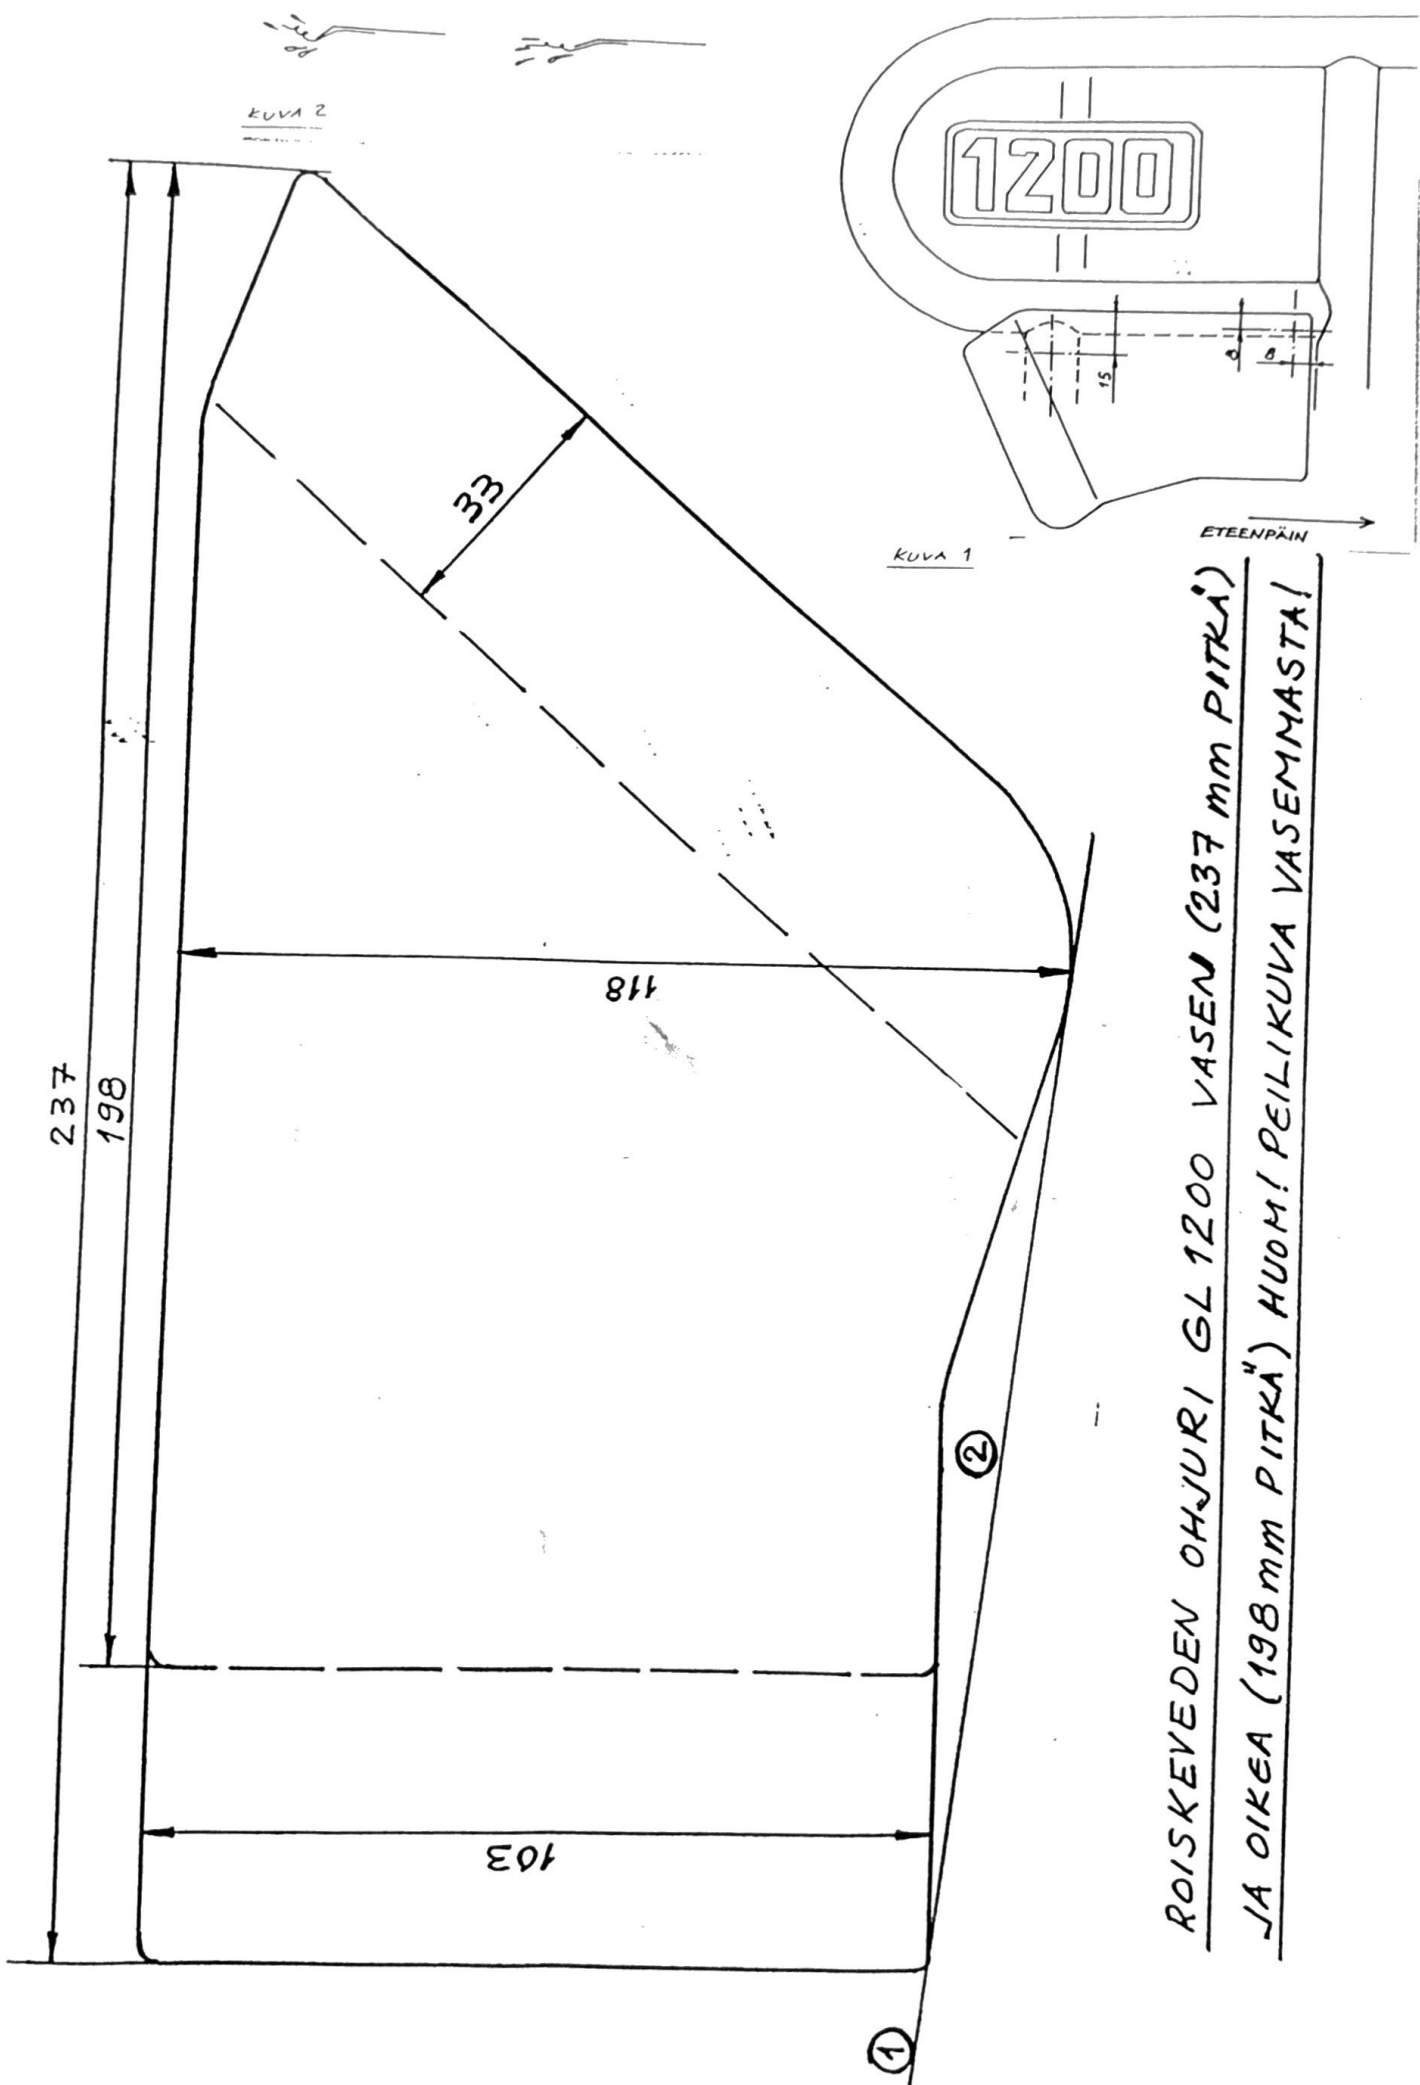 KUVA 2
1200
15
8
8
KUVA 1
ETEENPÄIN
237
198
33
118
103
2
1
ROISKEVEDEN OHJURI GL 1200 VASEN (237 mm PITKÄ)
JA OIKEA (198 mm PITKÄ) HUOM! PEILIKUVA VASEMMASTA!